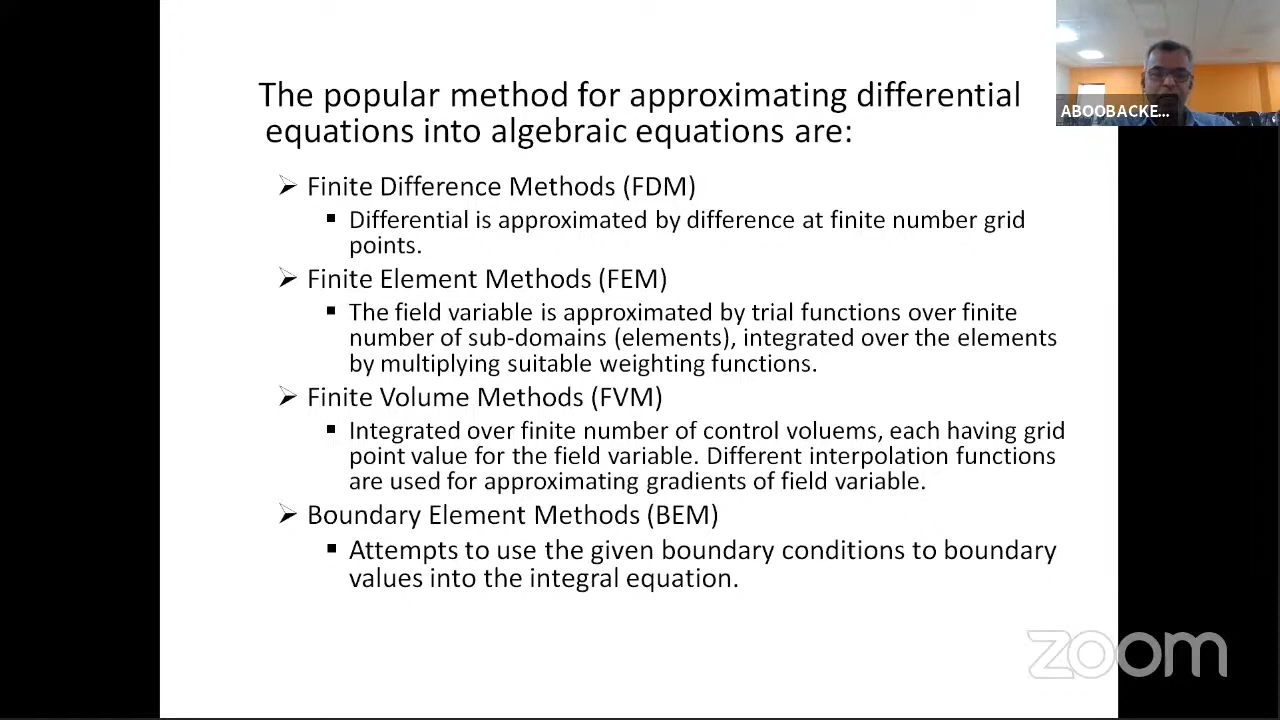 The popular method for approximating differential
equations into algebraic equations are:
➢ Finite Difference Methods (FDM)
▪ Differential is approximated by difference at finite number grid
points.
➢ Finite Element Methods (FEM)
▪ The field variable is approximated by trial functions over finite
number of sub-domains (elements), integrated over the elements
by multiplying suitable weighting functions.
➢ Finite Volume Methods (FVM)
▪ Integrated over finite number of control voluems, each having grid
point value for the field variable. Different interpolation functions
are used for approximating gradients of field variable.
➢ Boundary Element Methods (BEM)
▪ Attempts to use the given boundary conditions to boundary
values into the integral equation.
ABOOBACKE...
zoom